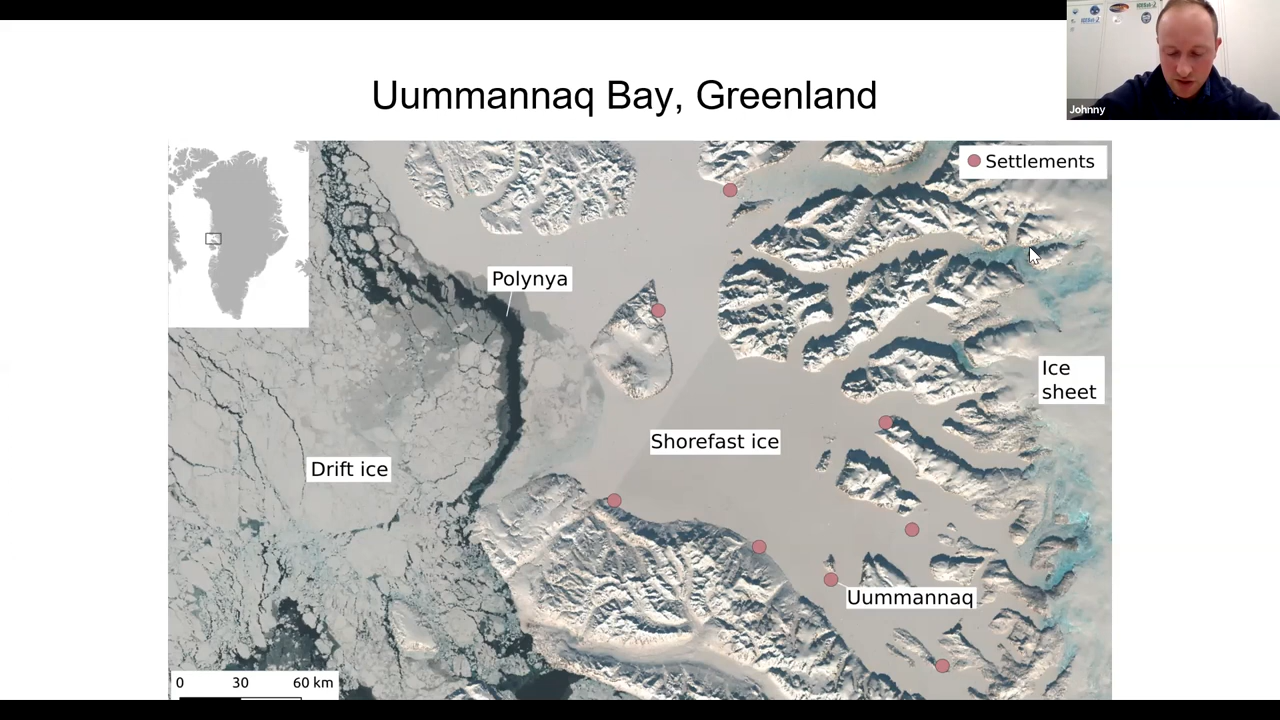 Uummannaq Bay, Greenland
Johnny
Settlements
Polynya
Ice
sheet
Shorefast ice
Drift ice
Uummannaq
0 30 60 km